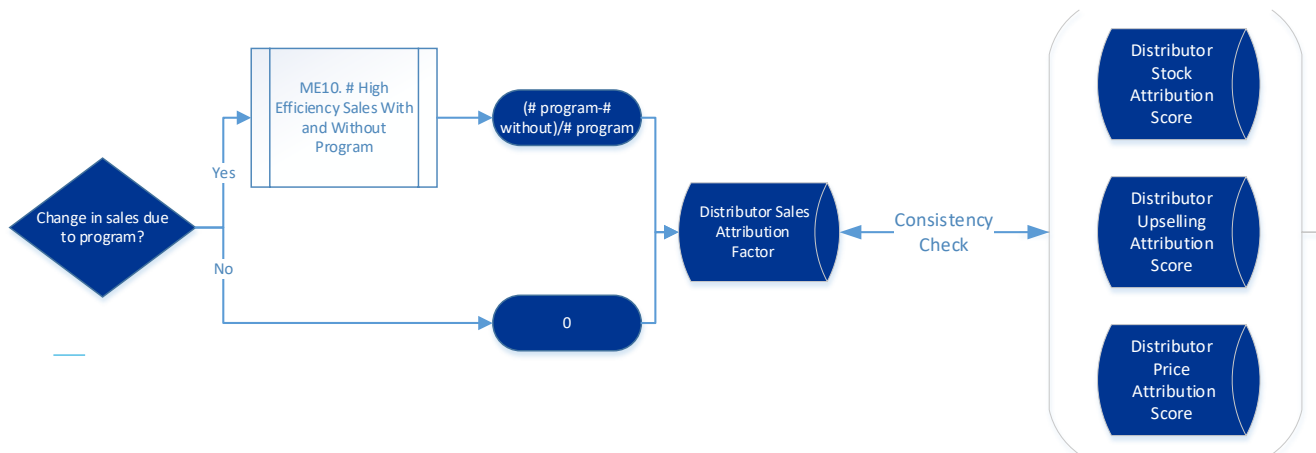 Change in sales due
to program?
Yes
No
ME10. # High
Efficiency Sales With
and Without
Program
(# program-#
without)/# program
0
Distributor Sales
Attribution
Factor
Consistency
Check
Distributor
Stock
Attribution
Score
Distributor
Upselling
Attribution
Score
Distributor
Price
Attribution
Score